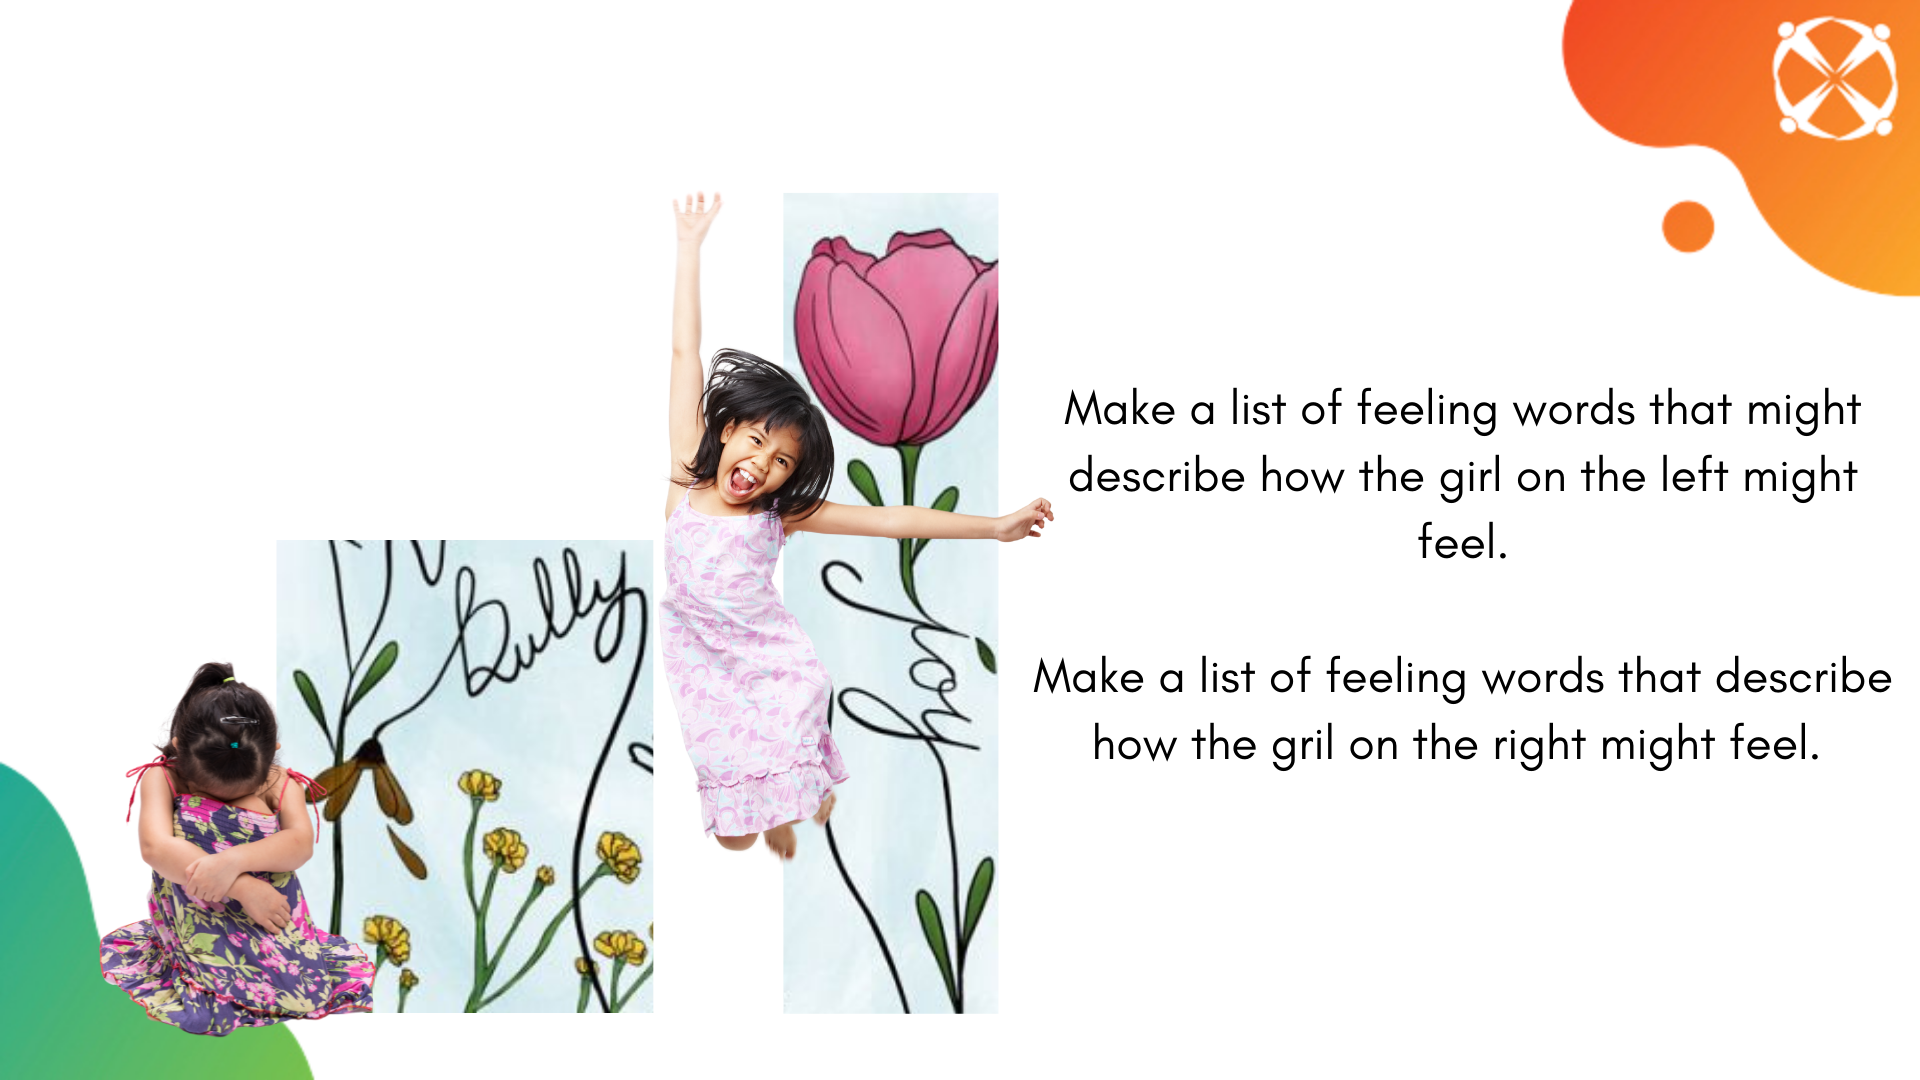 bully
joy
Make a list of feeling words that might
describe how the girl on the left might
feel.
Make a list of feeling words that describe
how the gril on the right might feel.